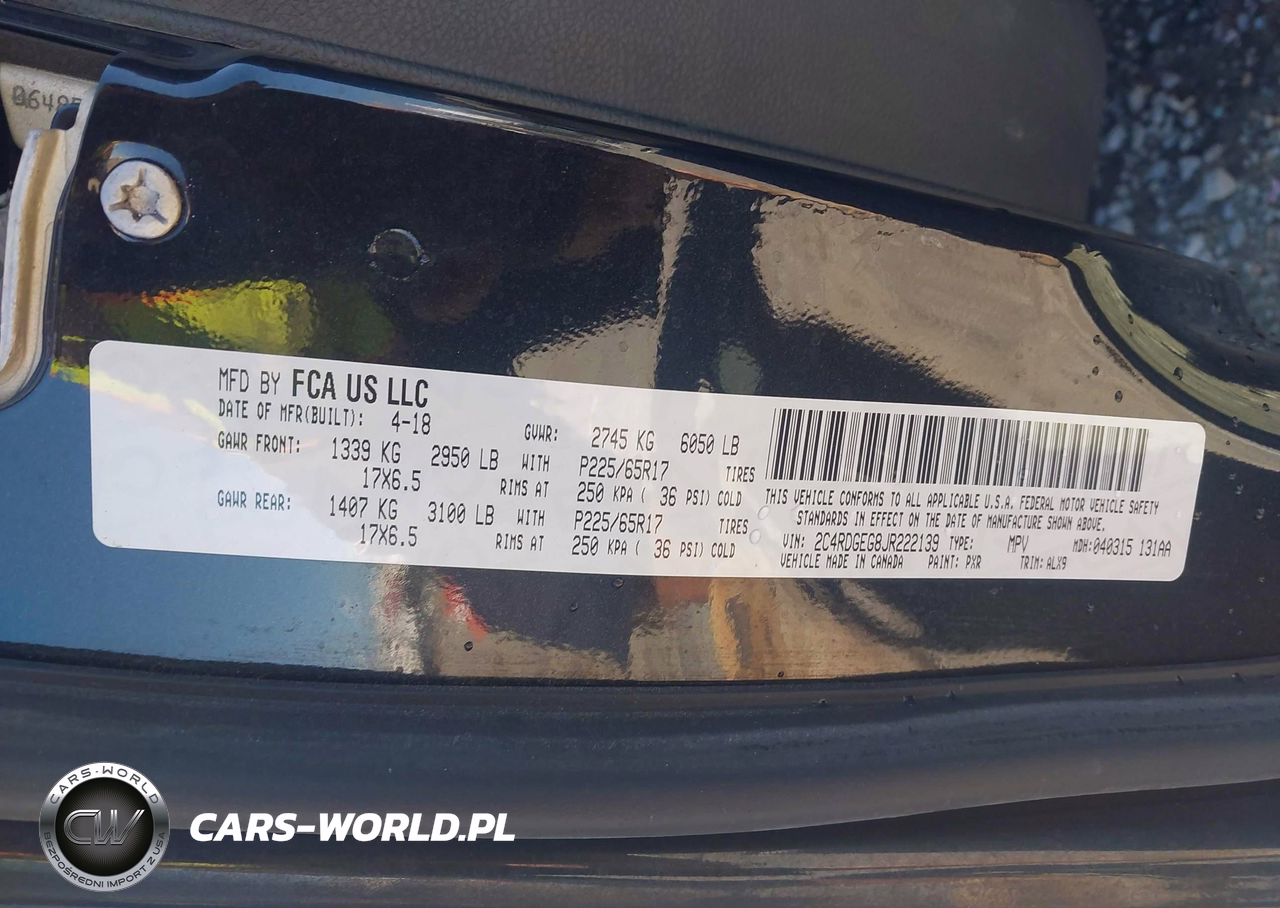 MFD BY FCA US LLC
DATE OF MFR(BUILT): 4-18 GVWR: 2745 KG 6050 LB
GAWR FRONT: 1339 KG 2950 LB WITH P225/65R17 TIRES
17X6.5 RIMS AT 250 KPA ( 36 PSI) COLD
GAWR REAR: 1407 KG 3100 LB WITH P225/65R17 TIRES
17X6.5 RIMS AT 250 KPA ( 36 PSI) COLD
THIS VEHICLE CONFORMS TO ALL APPLICABLE U.S.A. FEDERAL MOTOR VEHICLE SAFETY
STANDARDS IN EFFECT ON THE DATE OF MANUFACTURE SHOWN ABOVE.
VIN: 2C4RDGEG8JR222139 TYPE: MPV MDH:040315 131AA
VEHICLE MADE IN CANADA PAINT: PXR TRIM:ALX9
CARS-WORLD
CW
BEZPOŚREDNI IMPORT Z USA
CARS-WORLD.PL